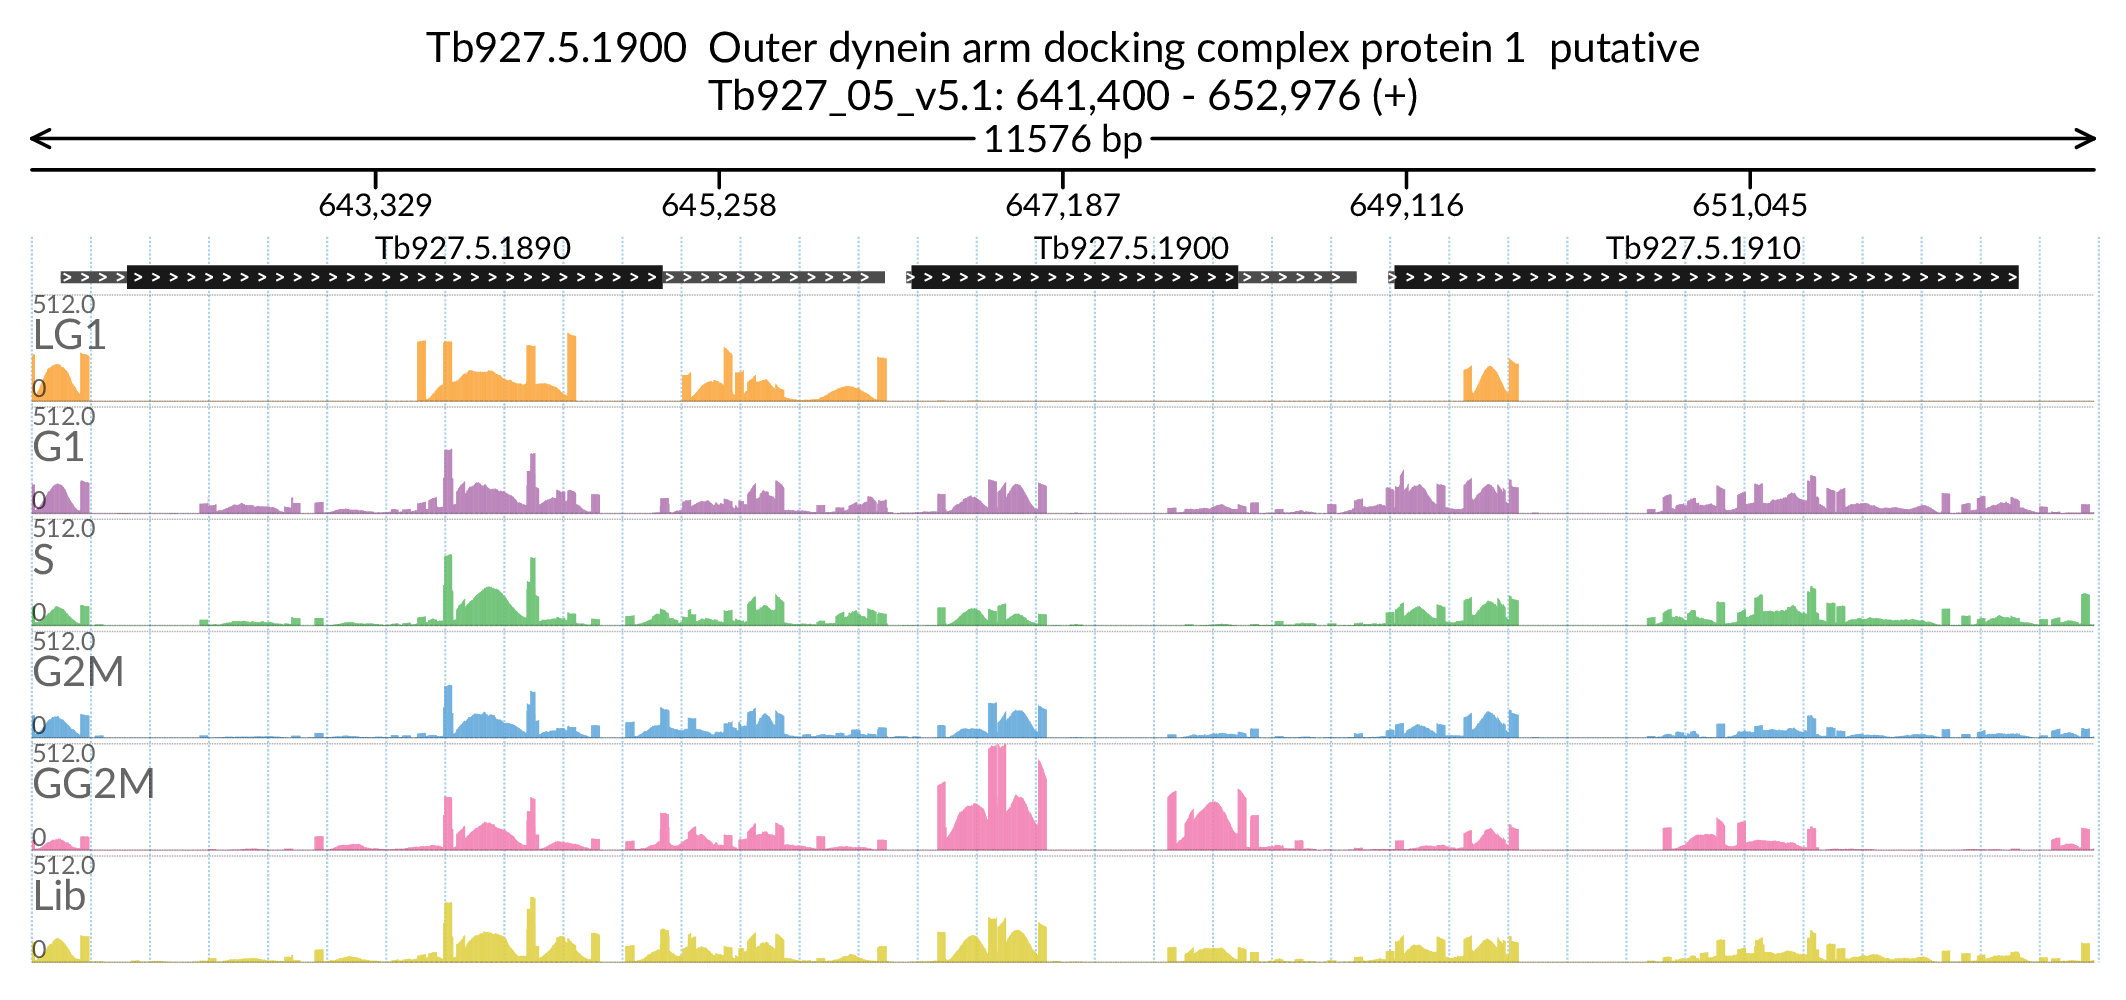 Tb927.5.1900  Outer dynein arm docking complex protein 1  putative
Tb927_05_v5.1: 641,400 - 652,976 (+)
11576 bp
643,329 645,258 647,187 649,116 651,045
Tb927.5.1890 Tb927.5.1900 Tb927.5.1910
512.0
LG1
0
512.0
G1
0
512.0
S
0
512.0
G2M
0
512.0
GG2M
0
512.0
Lib
0